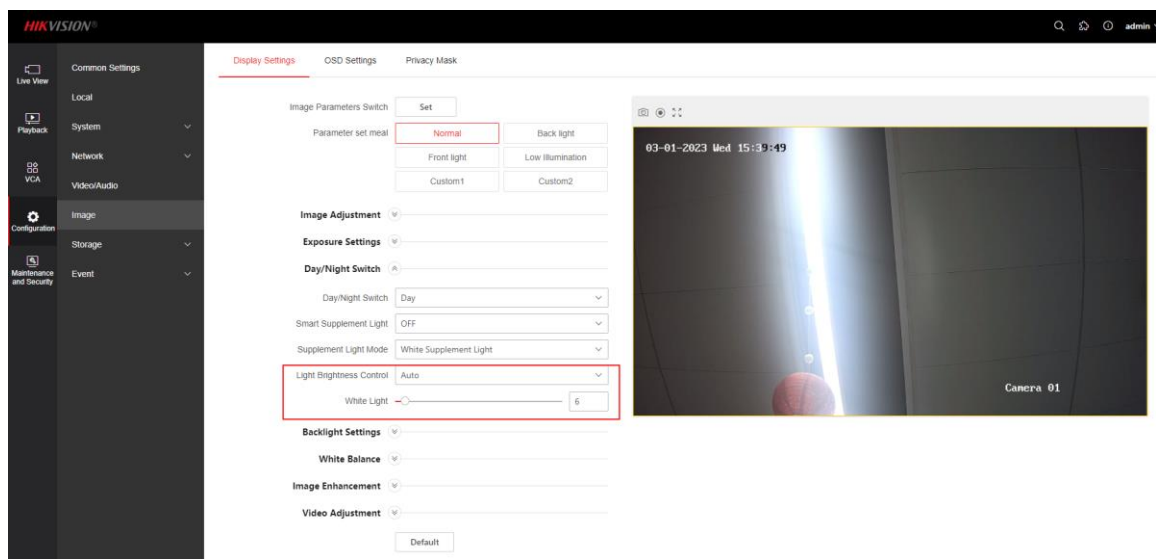 HIKVISION®
admin
Live View
Playback
VCA
Configuration
Maintenance
and Security
Common Settings
Local
System
Network
Video/Audio
Image
Storage
Event
Display Settings OSD Settings Privacy Mask
Image Parameters Switch Set
Parameter set meal Normal Back light
Front light Low Illumination
Custom1 Custom2
Image Adjustment
Exposure Settings
Day/Night Switch
Day/Night Switch Day
Smart Supplement Light OFF
Supplement Light Mode White Supplement Light
Light Brightness Control Auto
White Light 6
Backlight Settings
White Balance
Image Enhancement
Video Adjustment
Default
03-01-2023 Wed 15:39:49
Camera 01